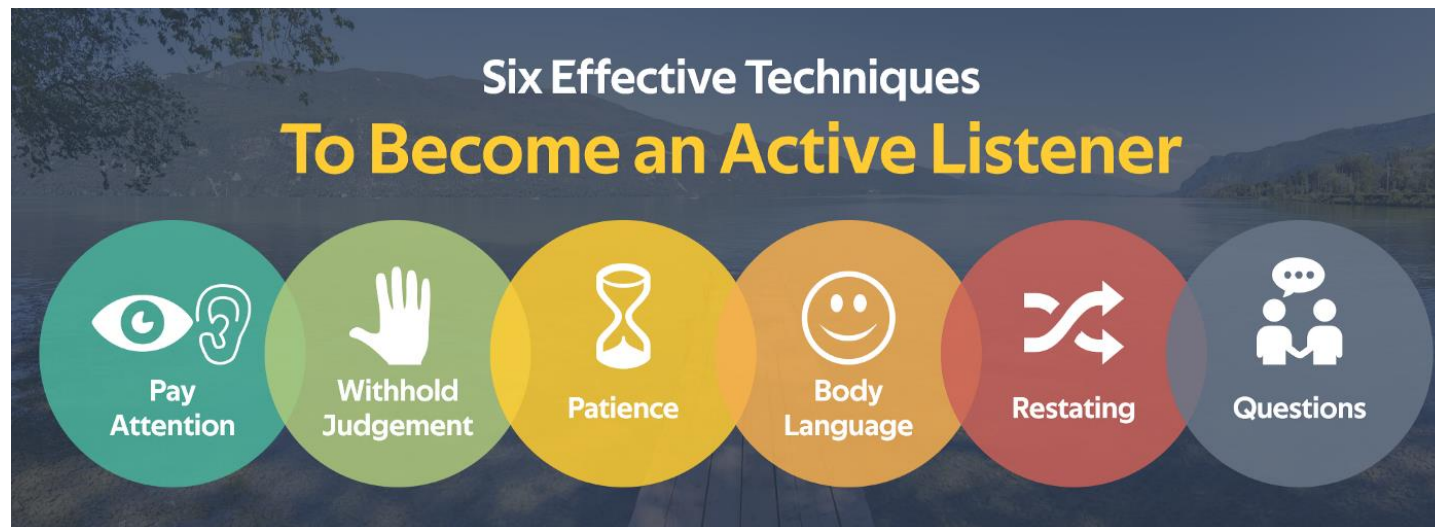 Six Effective Techniques
To Become an Active Listener
Pay
Attention
Withhold
Judgement
Patience
Body
Language
Restating
Questions